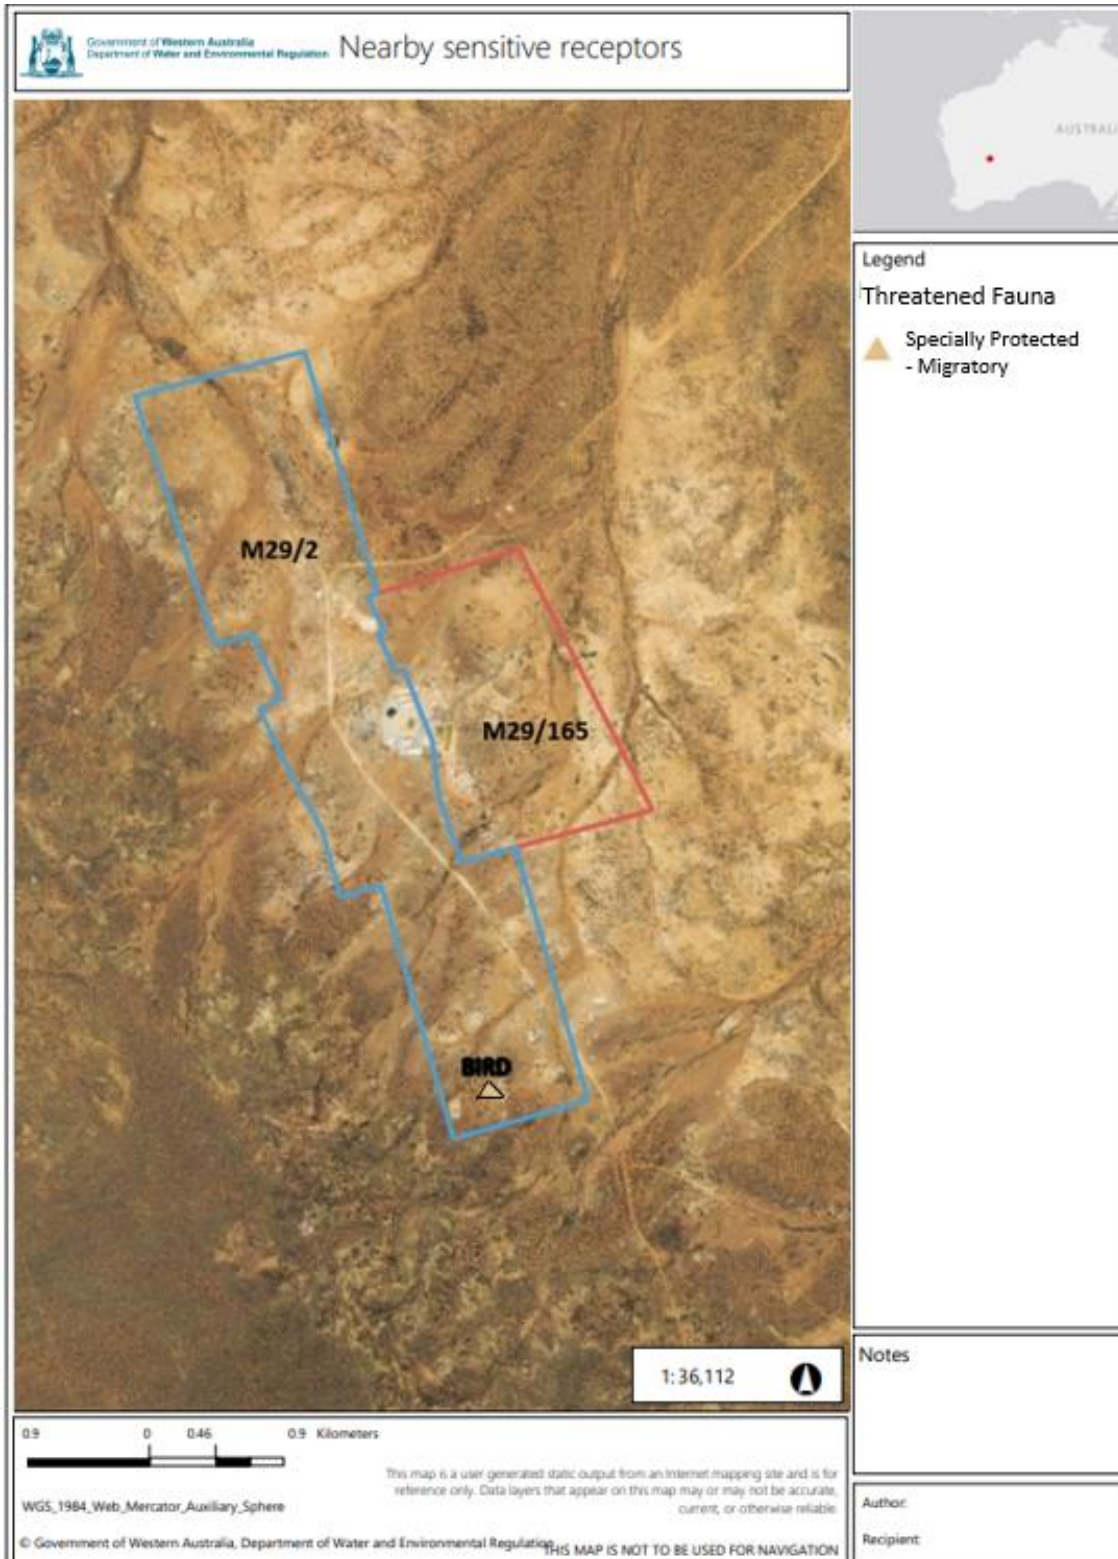 Government of Western Australia
Department of Water and Environmental Regulation
Nearby sensitive receptors
AUSTRALI
Legend
Threatened Fauna
Specially Protected
- Migratory
M29/2
M29/165
BIRD
1: 36,112
Notes
0.9 0 0.46 0.9 Kilometers
This map is a user generated static output from an Internet mapping site and is for
reference only. Data layers that appear on this map may or may not be accurate,
current, or otherwise reliable.
WGS_1984_Web_Mercator_Auxiliary_Sphere
© Government of Western Australia, Department of Water and Environmental Regulation
THIS MAP IS NOT TO BE USED FOR NAVIGATION
Author:
Recipient: